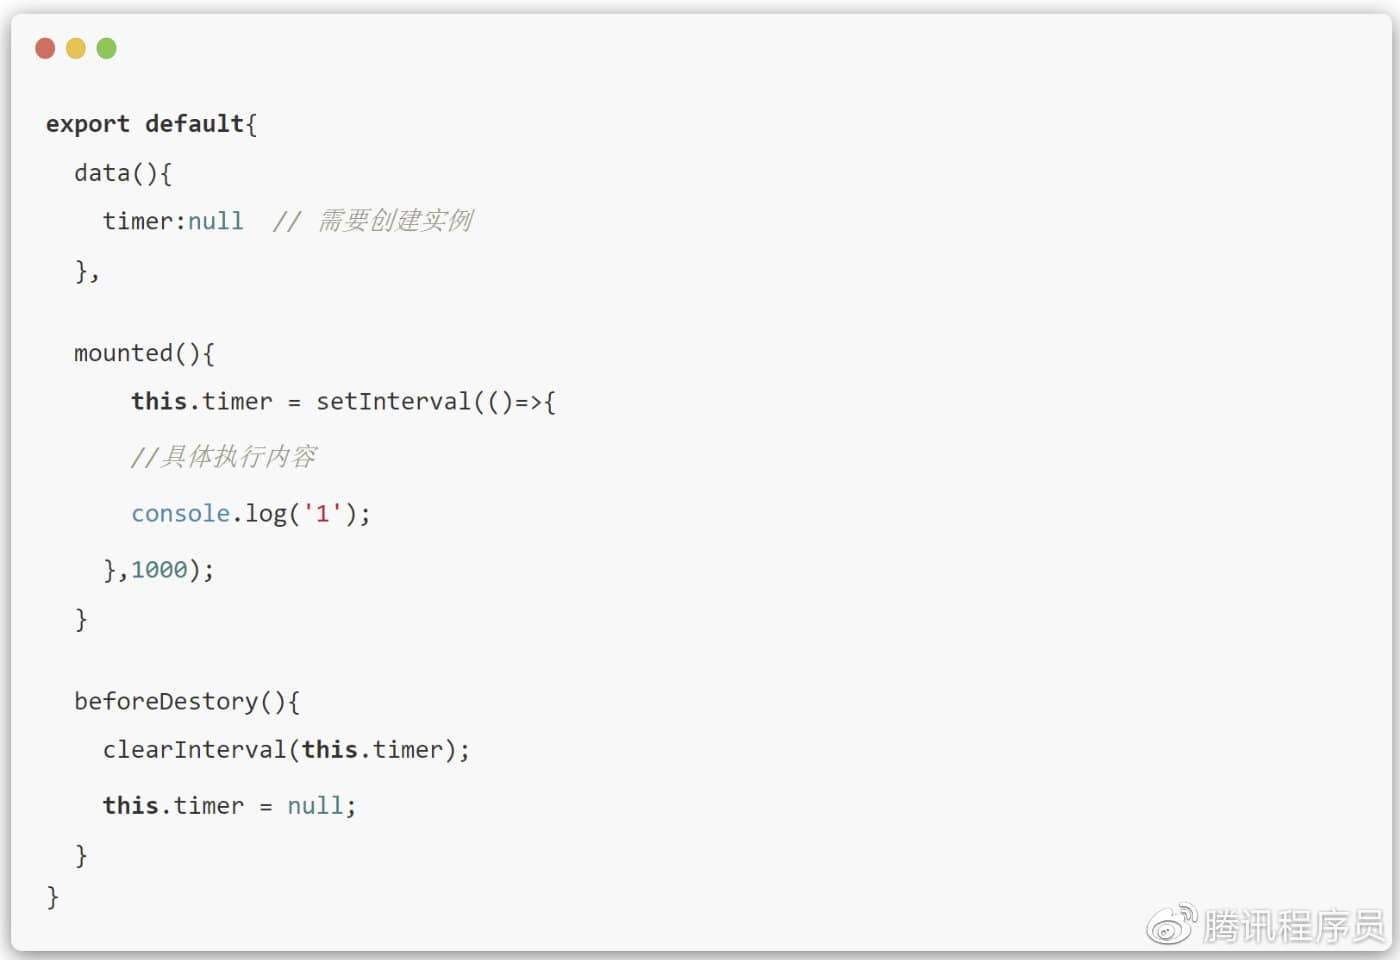 export default{
data(){
timer:null // 需要创建实例
},
mounted(){
this.timer = setInterval(()=>{
//具体执行内容
console.log('1');
},1000);
}
beforeDestory(){
clearInterval(this.timer);
this.timer = null;
}
}
腾讯程序员